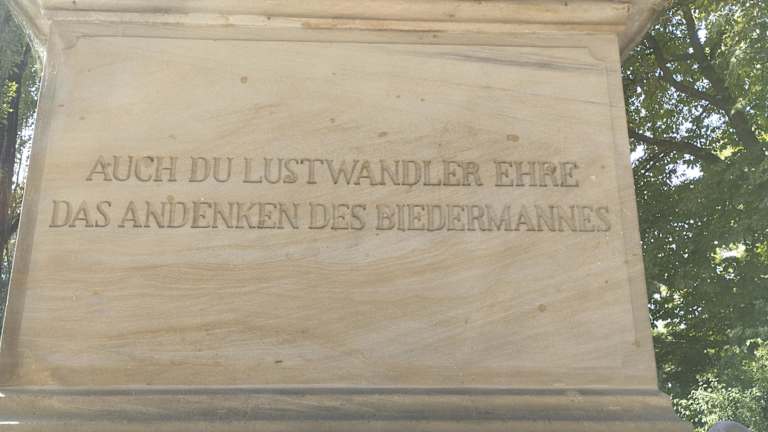 AUCH DU LUSTWANDLER EHRE
DAS ANDENKEN DES BIEDERMANNES